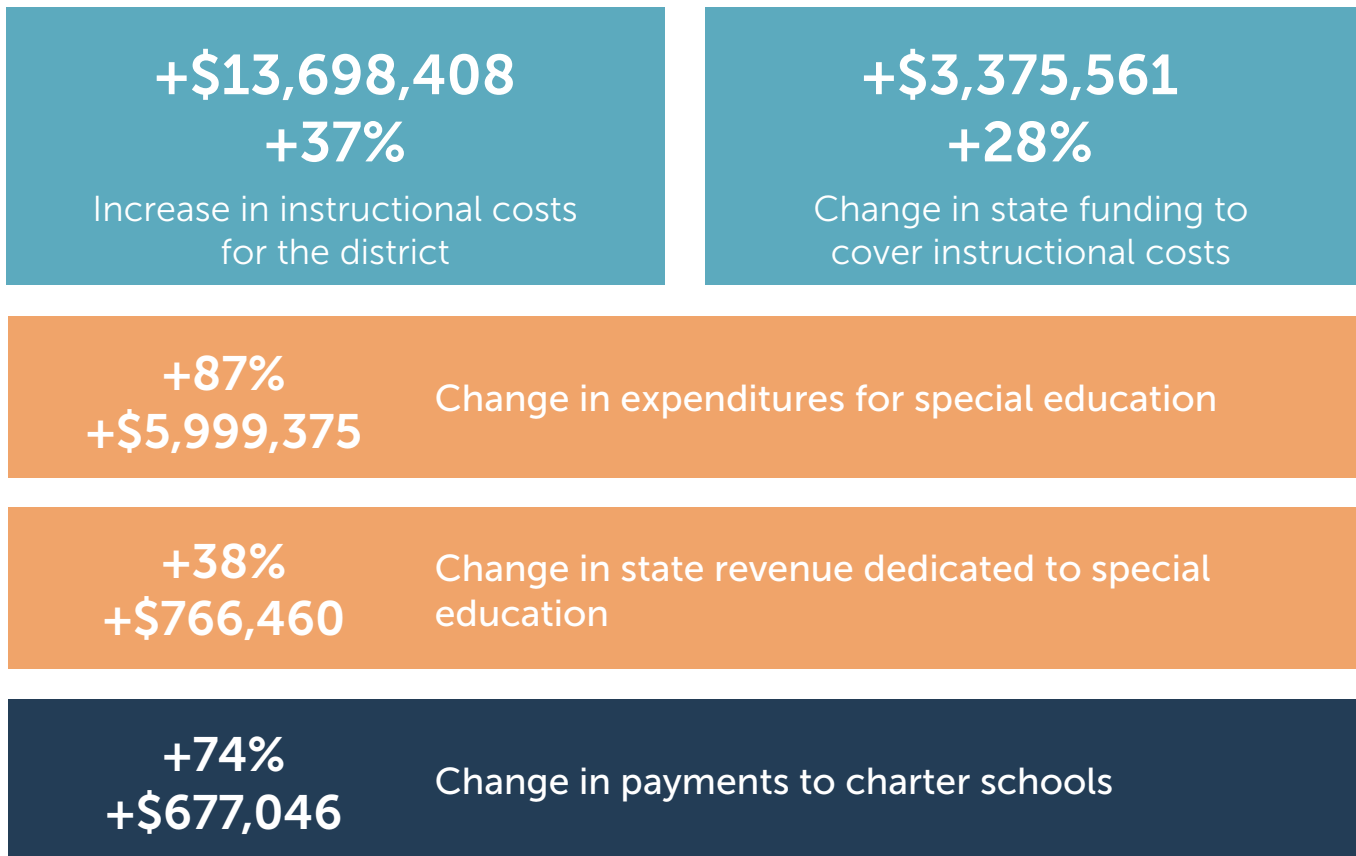 +$13,698,408
+37%
Increase in instructional costs
for the district
+$3,375,561
+28%
Change in state funding to
cover instructional costs
+87%
+$5,999,375
Change in expenditures for special education
+38%
+$766,460
Change in state revenue dedicated to special
education
+74%
+$677,046
Change in payments to charter schools